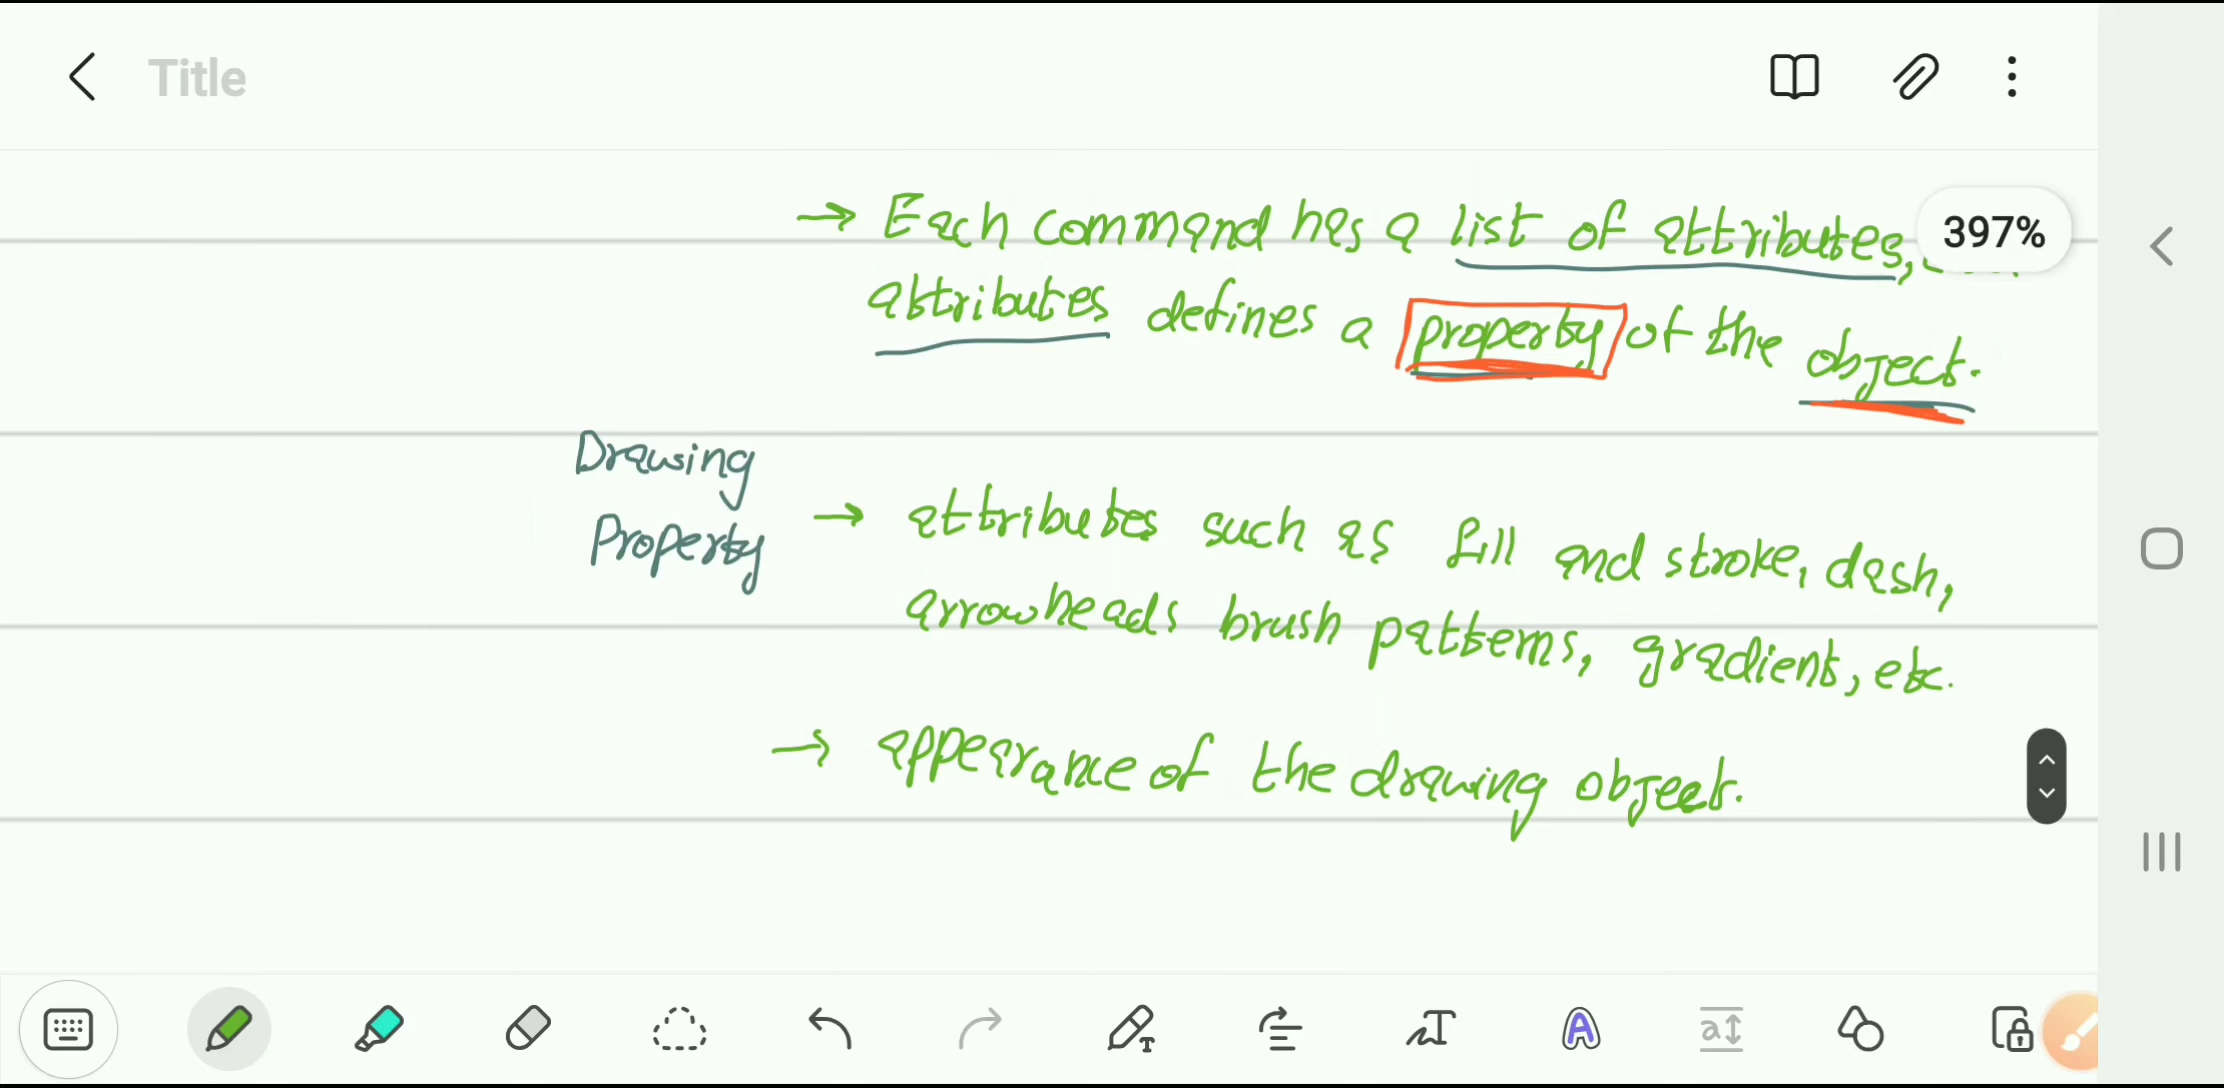 Title
→ Each command has a list of attributes,
397%
attributes defines a property of the object.
Drawing
Property
→ attributes such as fill and stroke, dash,
arrowheads brush patterns, gradient, etc.
→ appearance of the drawing object.